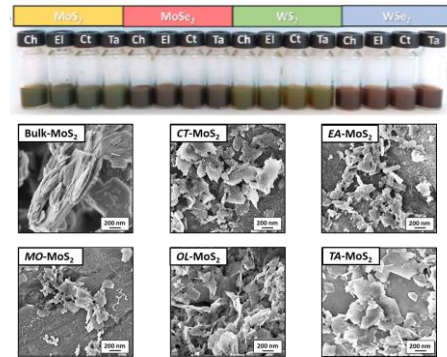 MoS2 MoSe2 WS2 WSe2
Ch El Ct Ta Ch El Ct Ta Ch El Ct Ta Ch El Ct Ta
Bulk-MoS2 CT-MoS2 EA-MoS2
200 nm 200 nm 200 nm
MO-MoS2 OL-MoS2 TA-MoS2
200 nm 200 nm 200 nm